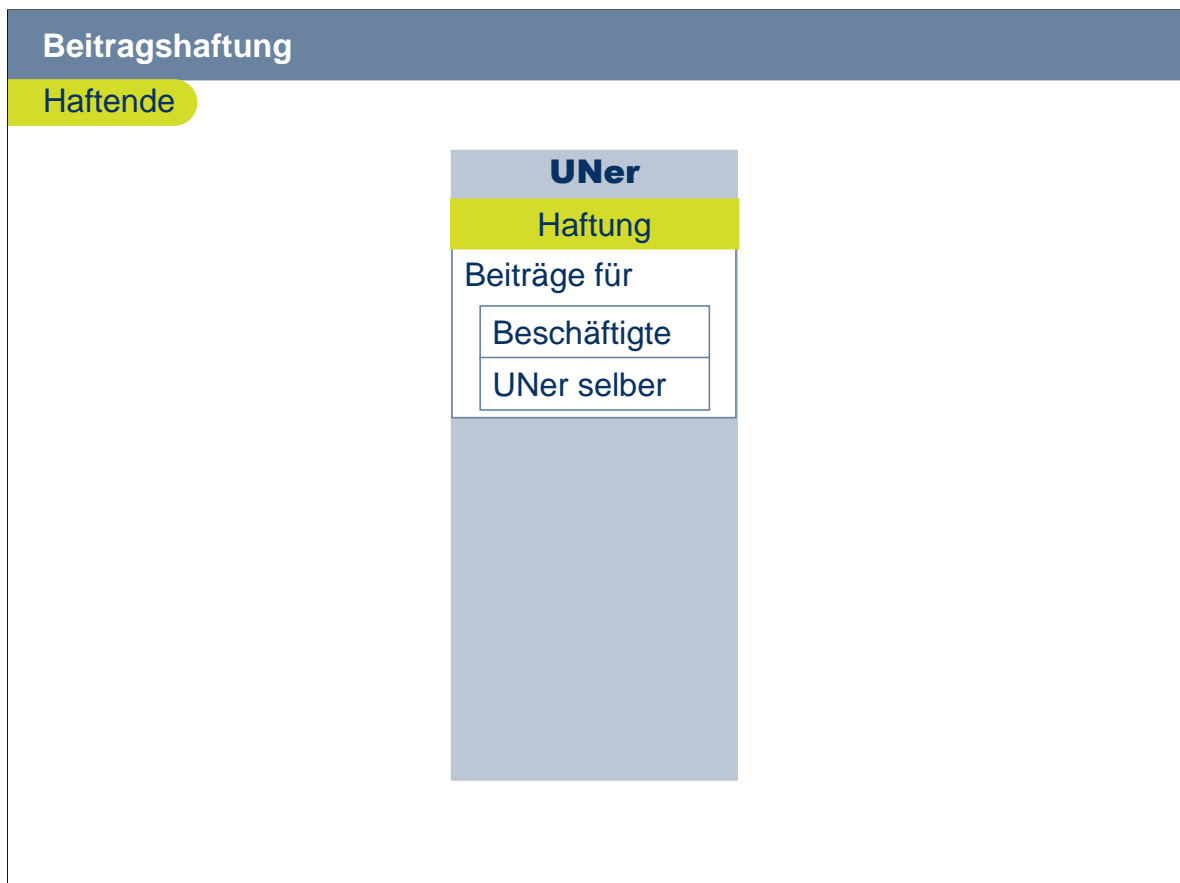 Beitragshaftung
Haftende
UNer
Haftung
Beiträge für
Beschäftigte
UNer selber